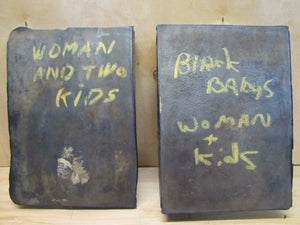 WOMAN
AND TWO
KiDS
Black
BABYS
WOMAN
+
Kids